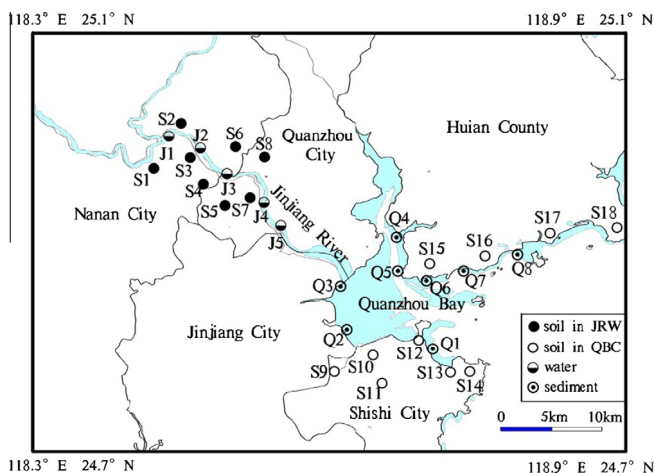 118.3° E 25.1° N
118.9° E 25.1° N
S2
J2
S6
S8
Quanzhou
City
Huian County
J1
S1
S3
J3
S4
S5
S7
J4
J5
Jinjiang River
Nanan City
Q4
S15
S16
S17
S18
Q5
Q6
Q7
Q8
Q3
Quanzhou Bay
Jinjiang City
Q2
S12
Q1
S9
S10
S11
S13
S14
Shishi City
soil in JRW
soil in QBC
water
sediment
0 5km 10km
118.3° E 24.7° N
118.9° E 24.7° N